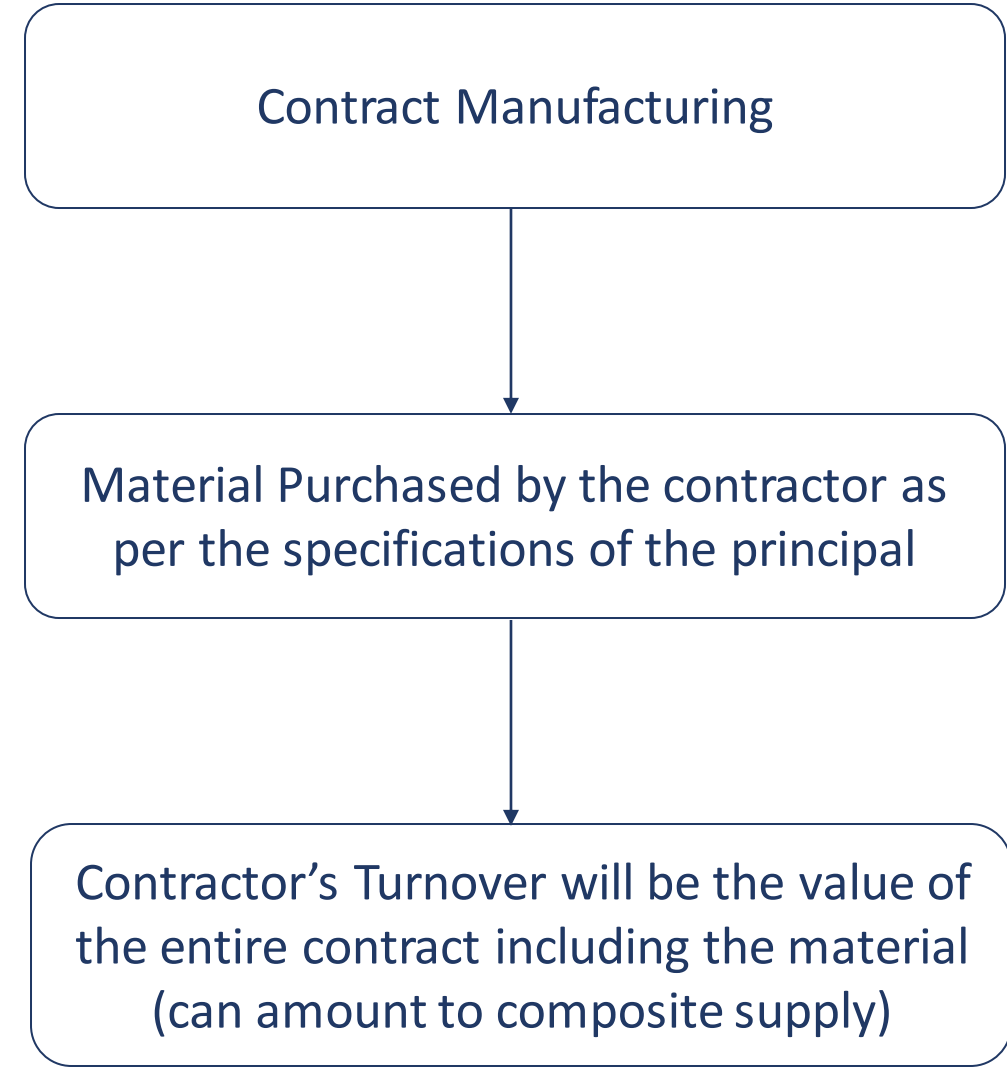 Contract Manufacturing
Material Purchased by the contractor as
per the specifications of the principal
Contractor’s Turnover will be the value of
the entire contract including the material
(can amount to composite supply)